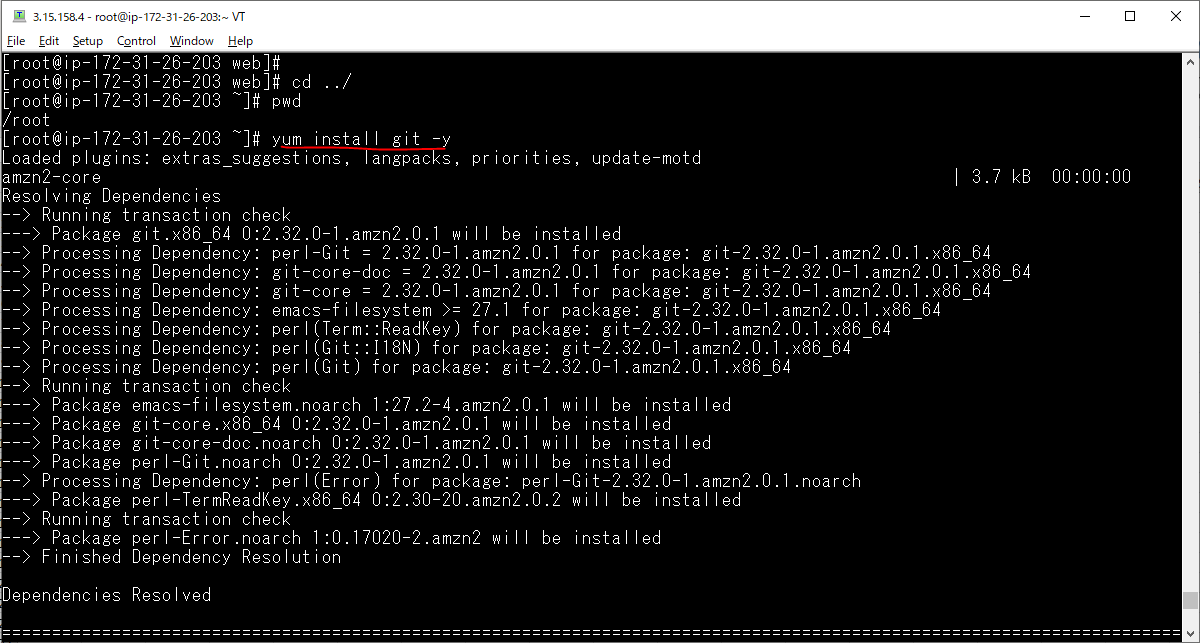 3.15.158.4 - root@ip-172-31-26-203:~ VT
File Edit Setup Control Window Help
[root@ip-172-31-26-203 web]#
[root@ip-172-31-26-203 web]# cd ../
[root@ip-172-31-26-203 ~]# pwd
/root
[root@ip-172-31-26-203 ~]# yum install git -y
Loaded plugins: extras_suggestions, langpacks, priorities, update-motd
amzn2-core | 3.7 kB 00:00:00
Resolving Dependencies
--> Running transaction check
---> Package git.x86_64 0:2.32.0-1.amzn2.0.1 will be installed
--> Processing Dependency: perl-Git = 2.32.0-1.amzn2.0.1 for package: git-2.32.0-1.amzn2.0.1.x86_64
--> Processing Dependency: git-core-doc = 2.32.0-1.amzn2.0.1 for package: git-2.32.0-1.amzn2.0.1.x86_64
--> Processing Dependency: git-core = 2.32.0-1.amzn2.0.1 for package: git-2.32.0-1.amzn2.0.1.x86_64
--> Processing Dependency: emacs-filesystem >= 27.1 for package: git-2.32.0-1.amzn2.0.1.x86_64
--> Processing Dependency: perl(Term::ReadKey) for package: git-2.32.0-1.amzn2.0.1.x86_64
--> Processing Dependency: perl(Git::I18N) for package: git-2.32.0-1.amzn2.0.1.x86_64
--> Processing Dependency: perl(Git) for package: git-2.32.0-1.amzn2.0.1.x86_64
--> Running transaction check
---> Package emacs-filesystem.noarch 1:27.2-4.amzn2.0.1 will be installed
---> Package git-core.x86_64 0:2.32.0-1.amzn2.0.1 will be installed
---> Package git-core-doc.noarch 0:2.32.0-1.amzn2.0.1 will be installed
---> Package perl-Git.noarch 0:2.32.0-1.amzn2.0.1 will be installed
--> Processing Dependency: perl(Error) for package: perl-Git-2.32.0-1.amzn2.0.1.noarch
---> Package perl-TermReadKey.x86_64 0:2.30-20.amzn2.0.2 will be installed
--> Running transaction check
---> Package perl-Error.noarch 1:0.17020-2.amzn2 will be installed
--> Finished Dependency Resolution
Dependencies Resolved
======================================================================================================================